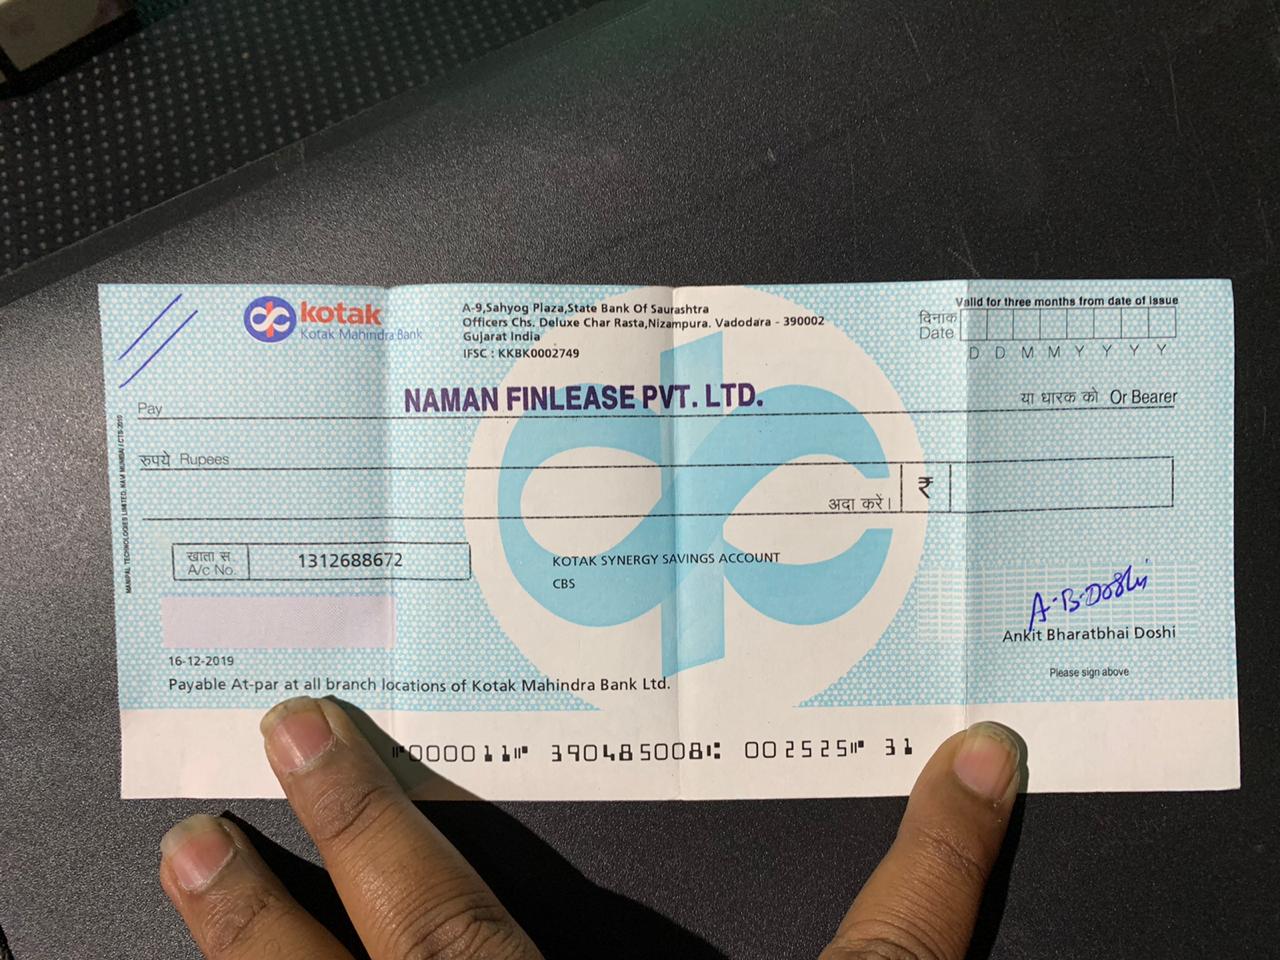 kotak
Kotak Mahindra Bank
A-9,Sahyog Plaza,State Bank Of Saurashtra
Officers Chs. Deluxe Char Rasta,Nizampura. Vadodara - 390002
Gujarat India
IFSC : KKBK0002749
Valid for three months from date of issue
दिनांक
Date
D D M M Y Y Y Y
Pay NAMAN FINLEASE PVT. LTD. या धारक को Or Bearer
रुपये Rupees
अदा करें। ₹
खाता सं.
A/c No. 1312688672
KOTAK SYNERGY SAVINGS ACCOUNT
CBS
MANIPAL TECHNOLOGIES LIMITED, NAVI MUMBAI / CTS-2010
A.B.Doshi
Ankit Bharatbhai Doshi
Please sign above
16-12-2019
Payable At-par at all branch locations of Kotak Mahindra Bank Ltd.
⑈000011⑈ 390485008⑆ 002525⑈ 31